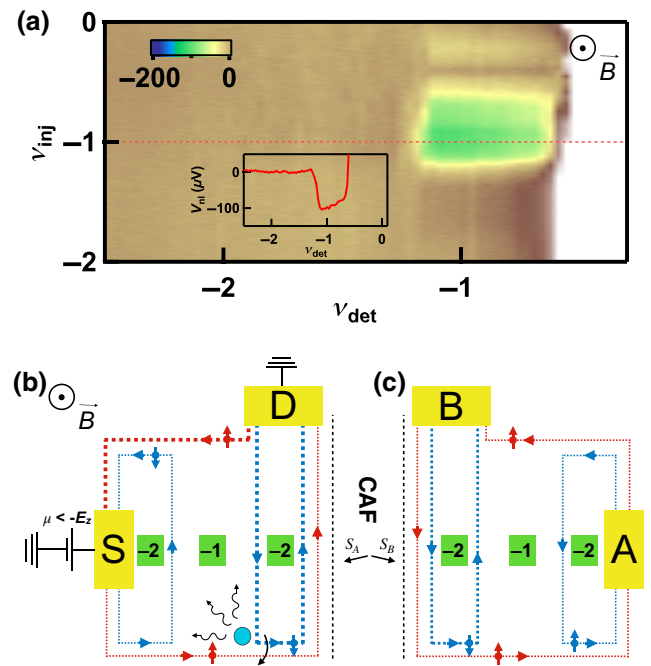 (a)
0
−200 0
B
ν_inj
−1
0
V_nl (μV)
−100
−2 −1 0
ν_det
−2
−2 −1
ν_det
(b)
B
D
(c)
B
CAF
μ < -E_z
S
−2
−1
−2
S_A
S_B
−2
−1
−2
A